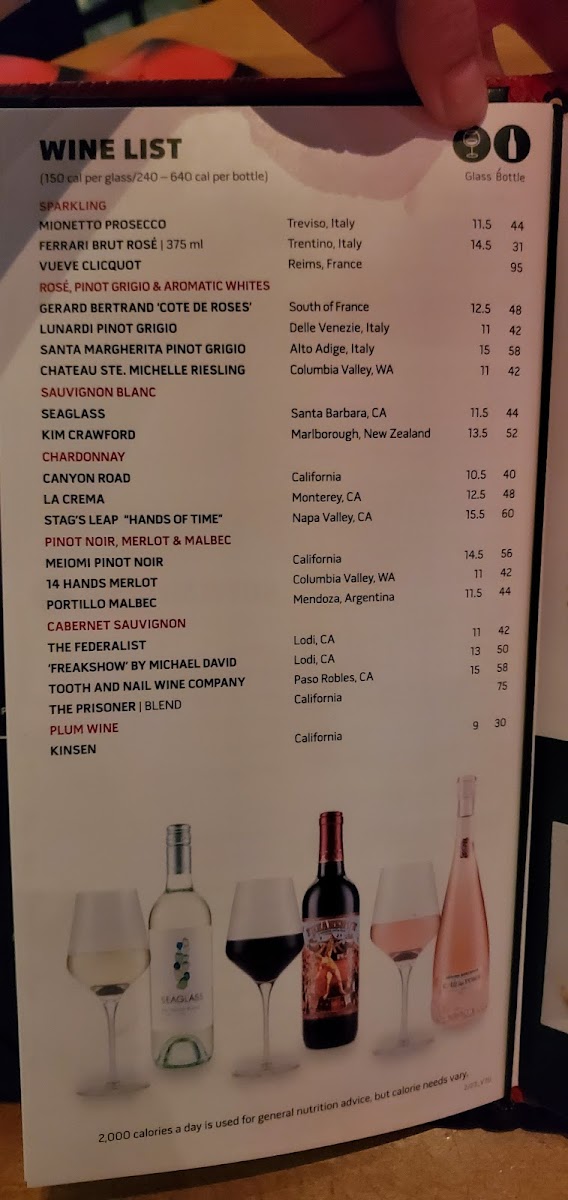 WINE LIST
(150 cal per glass/240 – 640 cal per bottle)
Glass Bottle
SPARKLING
MIONETTO PROSECCO Treviso, Italy 11.5 44
FERRARI BRUT ROSÉ | 375 ml Trentino, Italy 14.5 31
VUEVE CLICQUOT Reims, France 95
ROSÉ, PINOT GRIGIO & AROMATIC WHITES
GERARD BERTRAND 'COTE DE ROSES' South of France 12.5 48
LUNARDI PINOT GRIGIO Delle Venezie, Italy 11 42
SANTA MARGHERITA PINOT GRIGIO Alto Adige, Italy 15 58
CHATEAU STE. MICHELLE RIESLING Columbia Valley, WA 11 42
SAUVIGNON BLANC
SEAGLASS Santa Barbara, CA 11.5 44
KIM CRAWFORD Marlborough, New Zealand 13.5 52
CHARDONNAY
CANYON ROAD California 10.5 40
LA CREMA Monterey, CA 12.5 48
STAG'S LEAP "HANDS OF TIME" Napa Valley, CA 15.5 60
PINOT NOIR, MERLOT & MALBEC
MEIOMI PINOT NOIR California 14.5 56
14 HANDS MERLOT Columbia Valley, WA 11 42
PORTILLO MALBEC Mendoza, Argentina 11.5 44
CABERNET SAUVIGNON
THE FEDERALIST Lodi, CA 11 42
'FREAKSHOW' BY MICHAEL DAVID Lodi, CA 13 50
TOOTH AND NAIL WINE COMPANY Paso Robles, CA 15 58
THE PRISONER | BLEND California 75
PLUM WINE
KINSEN California 9 30
SEAGLASS
2,000 calories a day is used for general nutrition advice, but calorie needs vary.